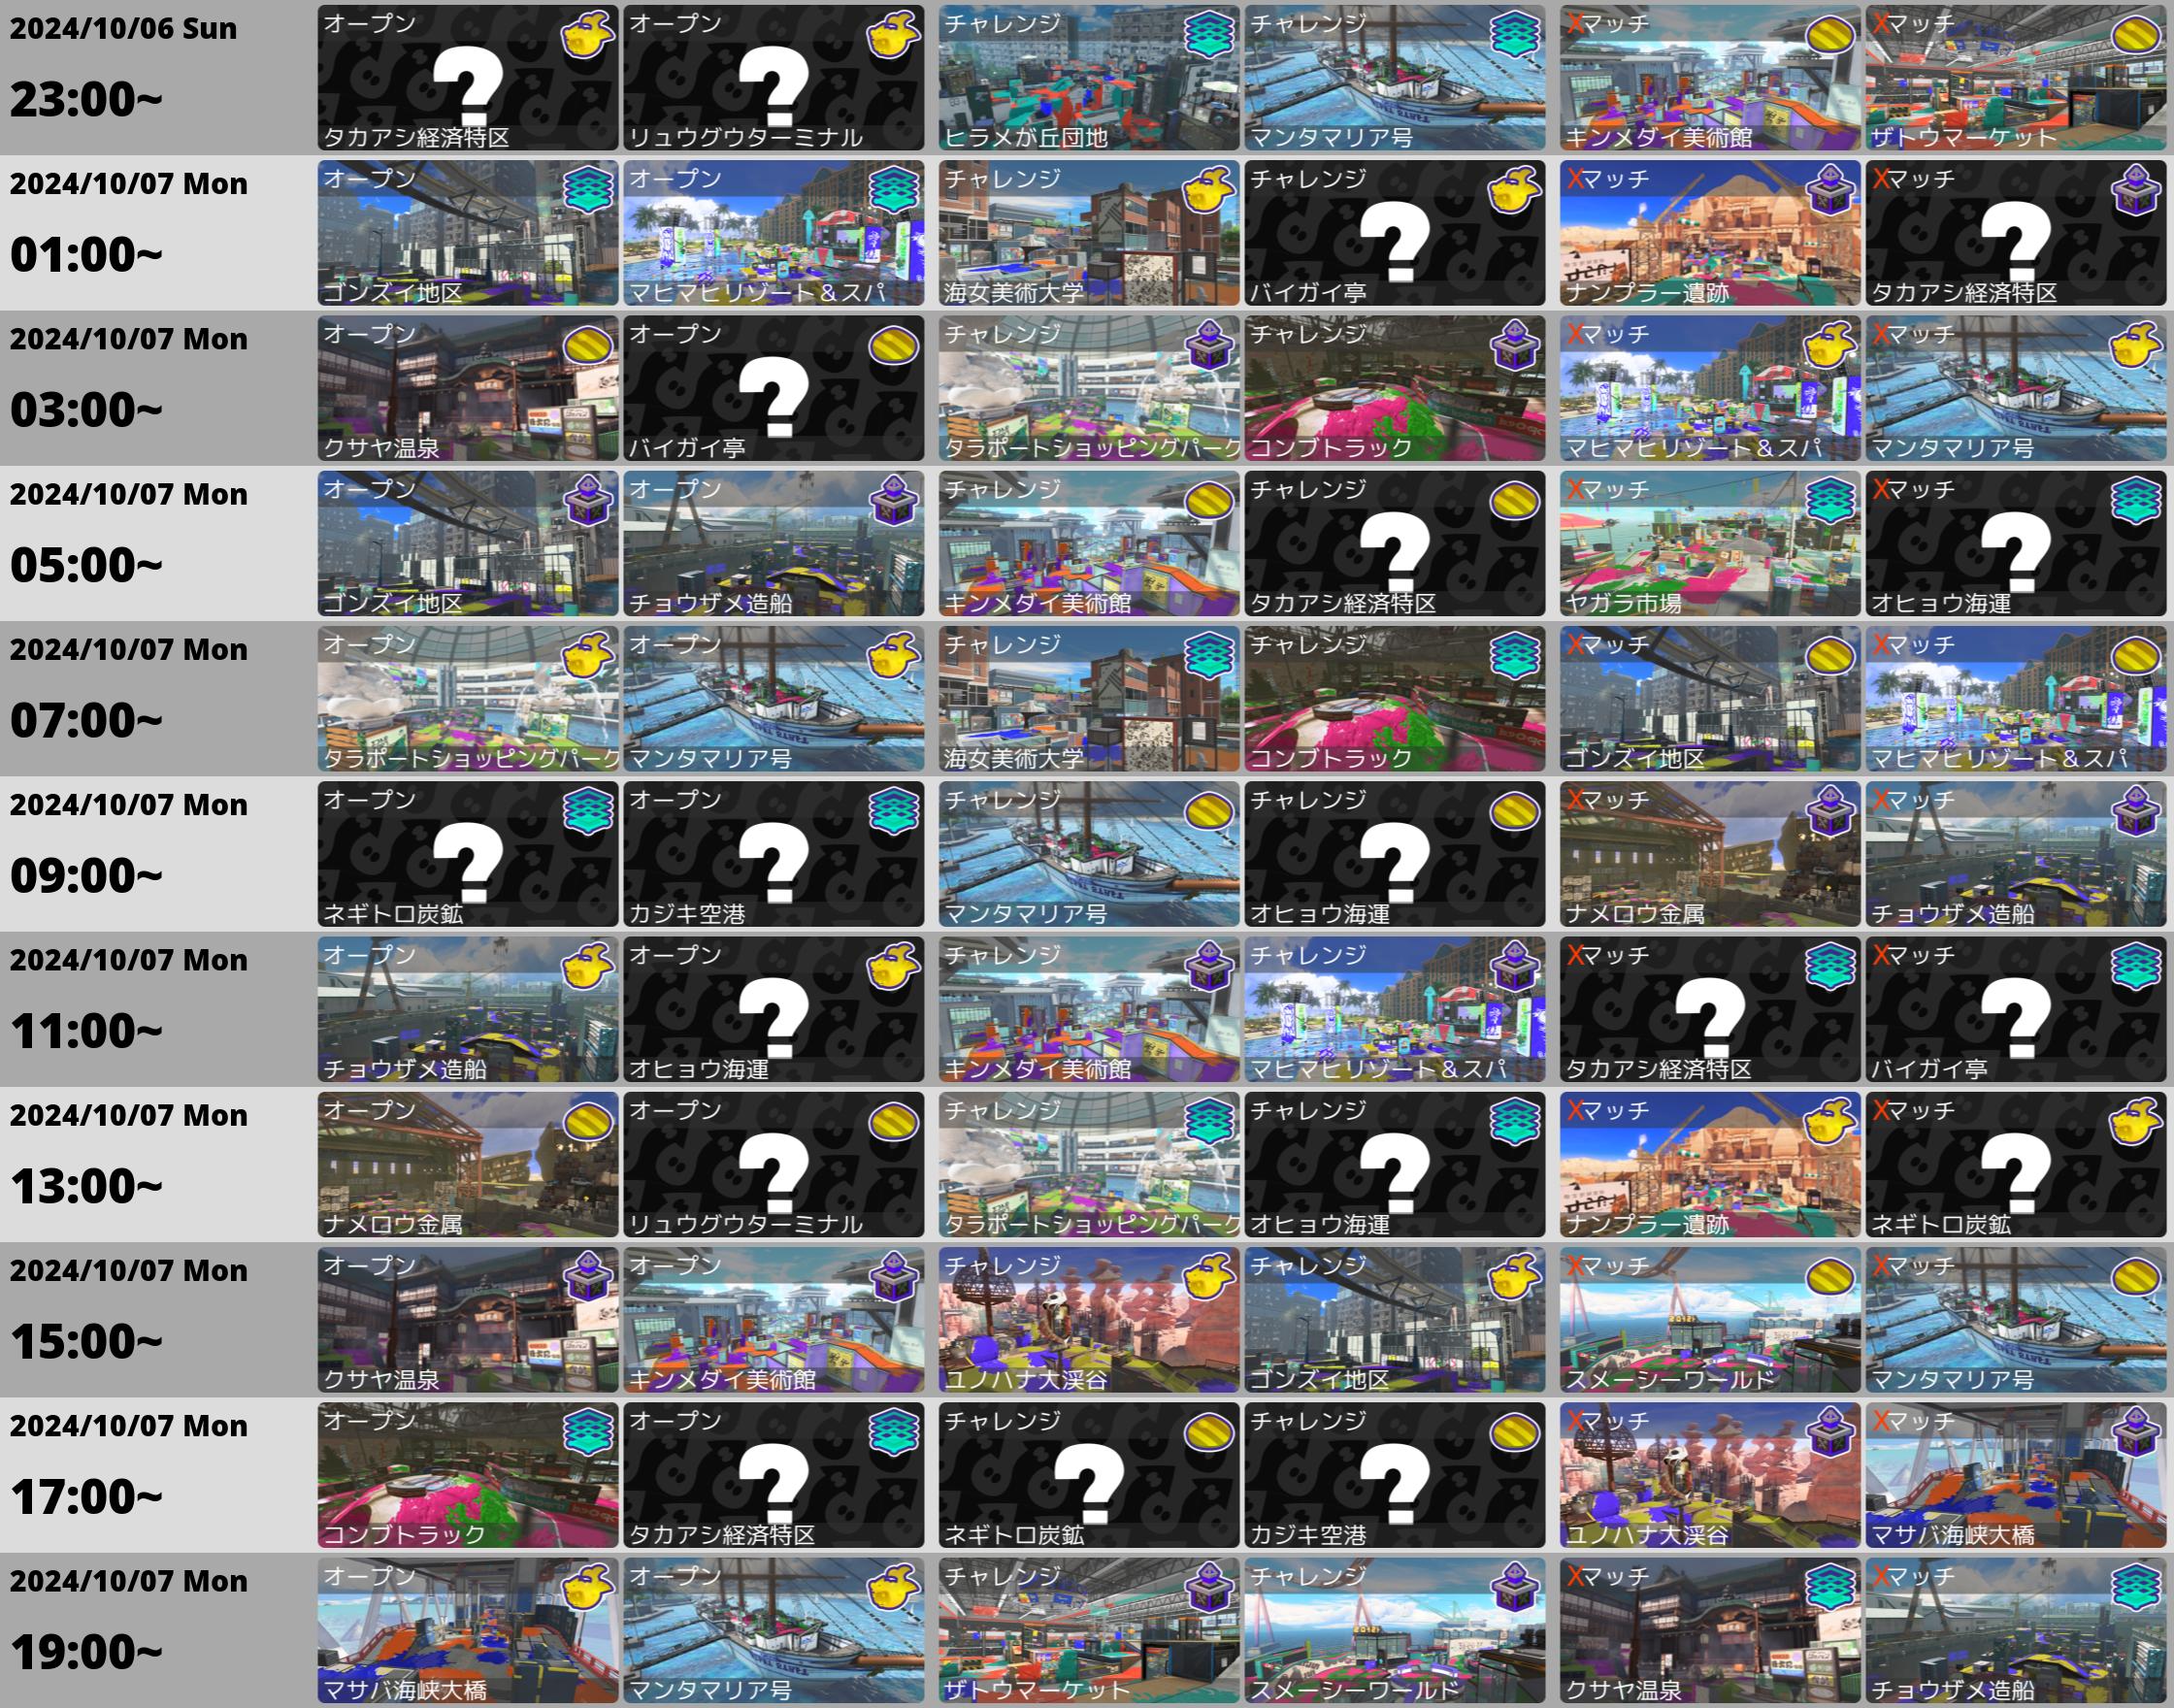 2024/10/06 Sun
23:00~
オープン オープン チャレンジ チャレンジ Xマッチ Xマッチ
タカアシ経済特区 リュウグウターミナル ヒラメが丘団地 マンタマリア号 キンメダイ美術館 ザトウマーケット
2024/10/07 Mon
01:00~
オープン オープン チャレンジ チャレンジ Xマッチ Xマッチ
ゴンズイ地区 マヒマヒリゾート＆スパ 海女美術大学 バイガイ亭 ナンプラー遺跡 タカアシ経済特区
2024/10/07 Mon
03:00~
オープン オープン チャレンジ チャレンジ Xマッチ Xマッチ
クサヤ温泉 バイガイ亭 タラポートショッピングパーク コンブトラック マヒマヒリゾート＆スパ マンタマリア号
2024/10/07 Mon
05:00~
オープン オープン チャレンジ チャレンジ Xマッチ Xマッチ
ゴンズイ地区 チョウザメ造船 キンメダイ美術館 タカアシ経済特区 ヤガラ市場 オヒョウ海運
2024/10/07 Mon
07:00~
オープン オープン チャレンジ チャレンジ Xマッチ Xマッチ
タラポートショッピングパーク マンタマリア号 海女美術大学 コンブトラック ゴンズイ地区 マヒマヒリゾート＆スパ
2024/10/07 Mon
09:00~
オープン オープン チャレンジ チャレンジ Xマッチ Xマッチ
ネギトロ炭鉱 カジキ空港 マンタマリア号 オヒョウ海運 ナメロウ金属 チョウザメ造船
2024/10/07 Mon
11:00~
オープン オープン チャレンジ チャレンジ Xマッチ Xマッチ
チョウザメ造船 オヒョウ海運 キンメダイ美術館 マヒマヒリゾート＆スパ タカアシ経済特区 バイガイ亭
2024/10/07 Mon
13:00~
オープン オープン チャレンジ チャレンジ Xマッチ Xマッチ
ナメロウ金属 リュウグウターミナル タラポートショッピングパーク オヒョウ海運 ナンプラー遺跡 ネギトロ炭鉱
2024/10/07 Mon
15:00~
オープン オープン チャレンジ チャレンジ Xマッチ Xマッチ
クサヤ温泉 キンメダイ美術館 ユノハナ大渓谷 ゴンズイ地区 スメーシーワールド マンタマリア号
2024/10/07 Mon
17:00~
オープン オープン チャレンジ チャレンジ Xマッチ Xマッチ
コンブトラック タカアシ経済特区 ネギトロ炭鉱 カジキ空港 ユノハナ大渓谷 マサバ海峡大橋
2024/10/07 Mon
19:00~
オープン オープン チャレンジ チャレンジ Xマッチ Xマッチ
マサバ海峡大橋 マンタマリア号 ザトウマーケット スメーシーワールド クサヤ温泉 チョウザメ造船